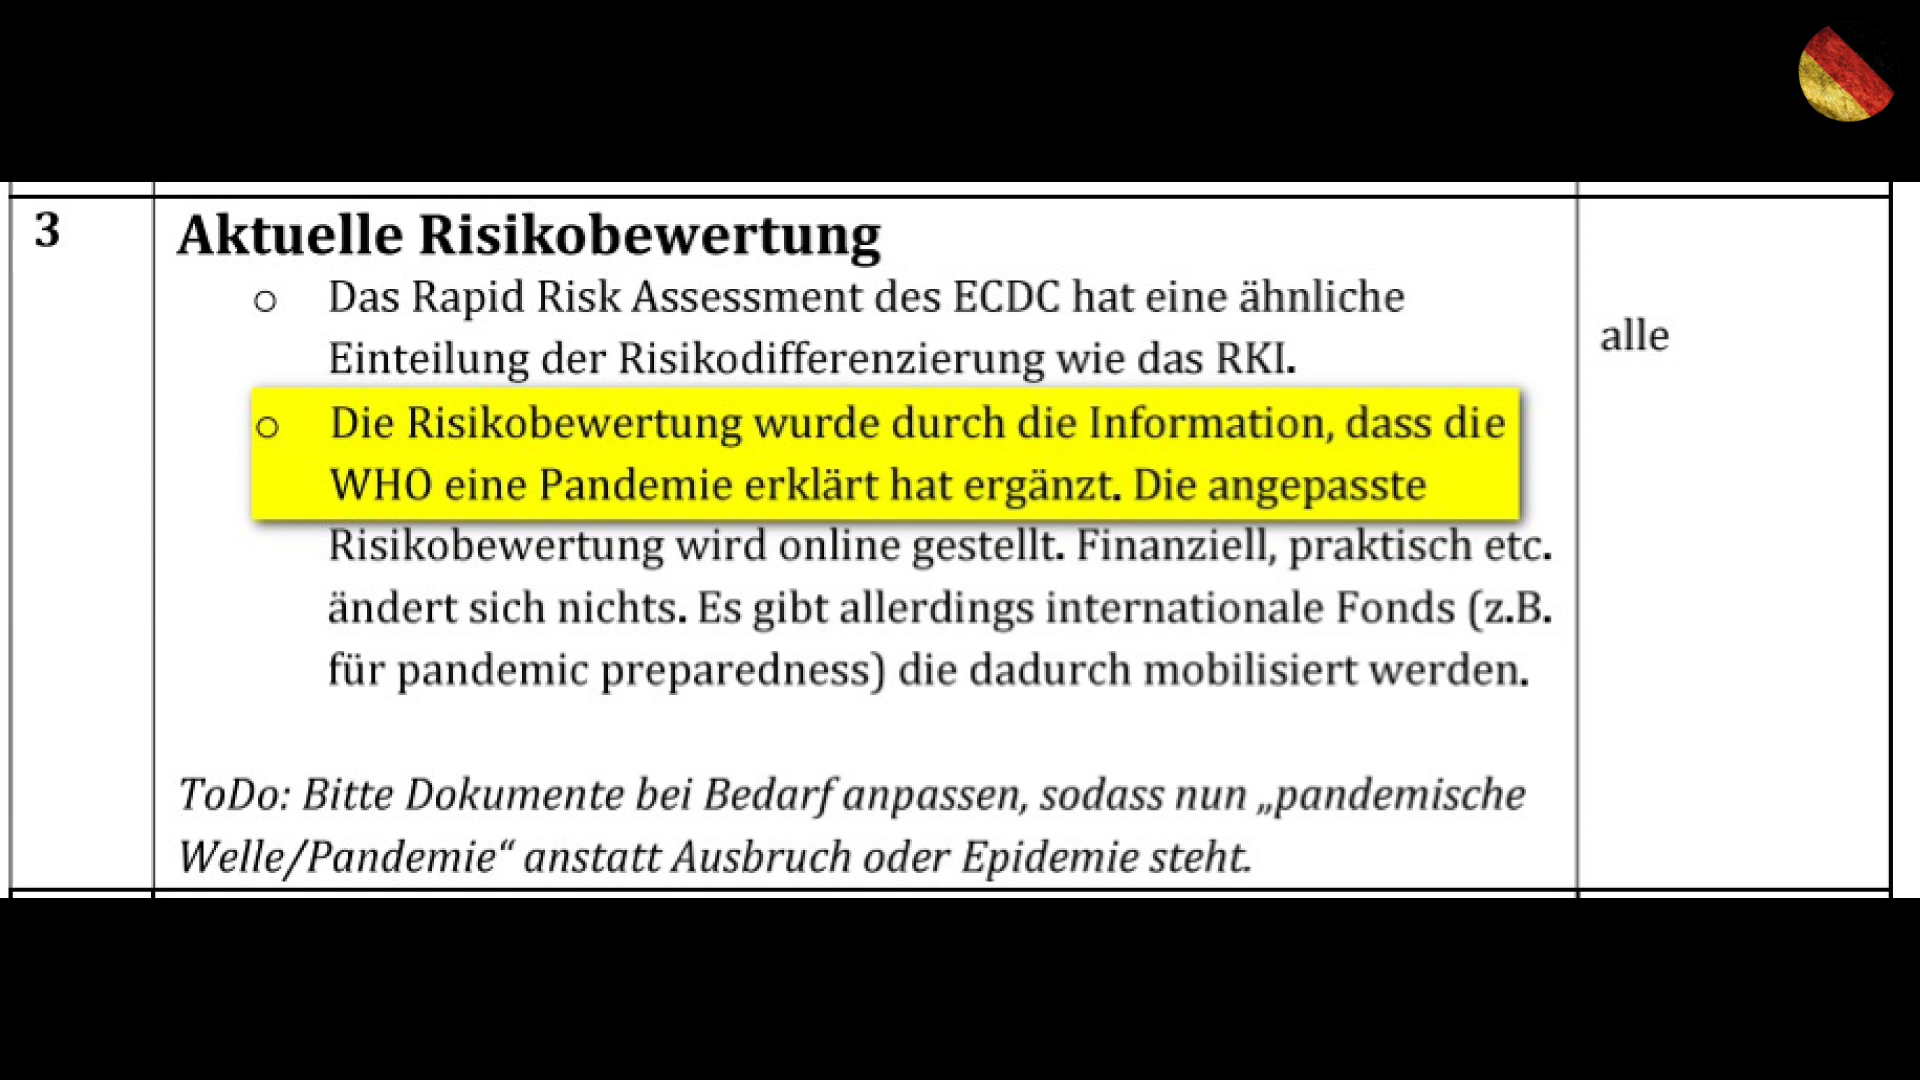 3
Aktuelle Risikobewertung
o Das Rapid Risk Assessment des ECDC hat eine ähnliche
alle
Einteilung der Risikodifferenzierung wie das RKI.
o Die Risikobewertung wurde durch die Information, dass die
WHO eine Pandemie erklärt hat ergänzt. Die angepasste
Risikobewertung wird online gestellt. Finanziell, praktisch etc.
ändert sich nichts. Es gibt allerdings internationale Fonds (z.B.
für pandemic preparedness) die dadurch mobilisiert werden.
ToDo: Bitte Dokumente bei Bedarf anpassen, sodass nun „pandemische
Welle/Pandemie“ anstatt Ausbruch oder Epidemie steht.